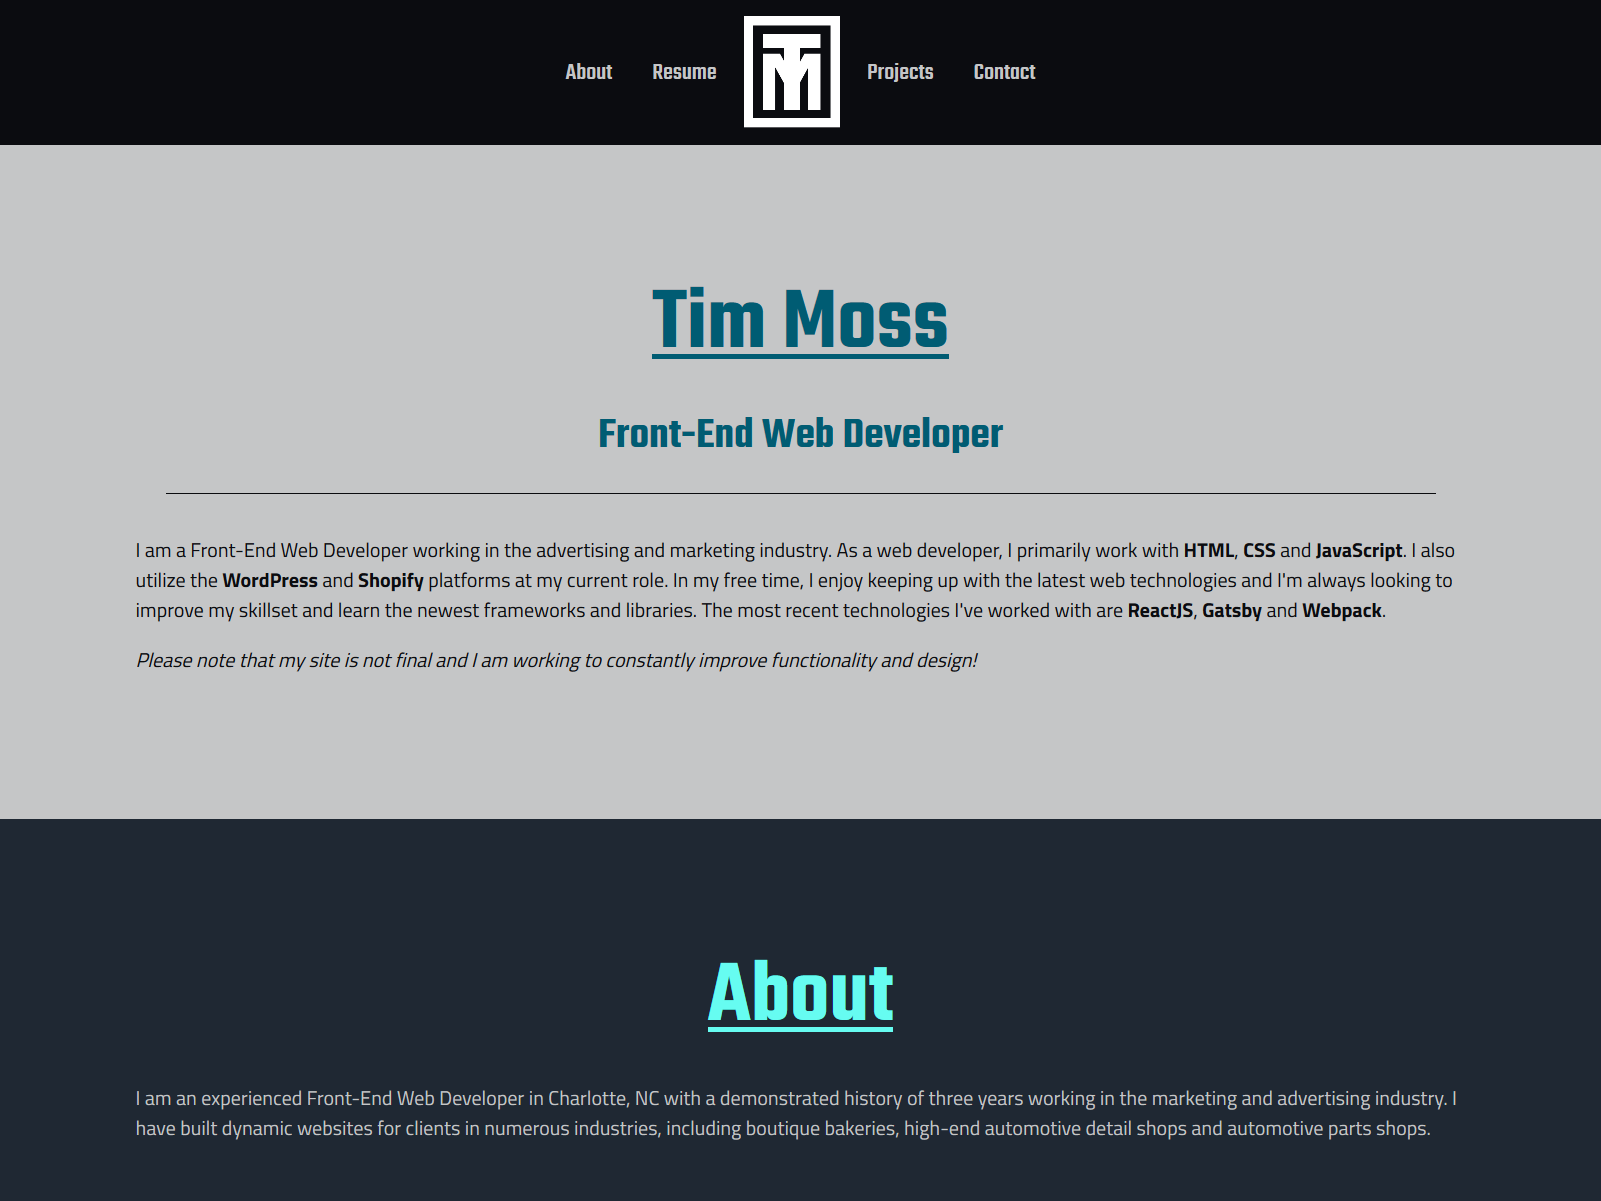 About Resume TM Projects Contact
Tim Moss
Front-End Web Developer
I am a Front-End Web Developer working in the advertising and marketing industry. As a web developer, I primarily work with HTML, CSS and JavaScript. I also
utilize the WordPress and Shopify platforms at my current role. In my free time, I enjoy keeping up with the latest web technologies and I'm always looking to
improve my skillset and learn the newest frameworks and libraries. The most recent technologies I've worked with are ReactJS, Gatsby and Webpack.
Please note that my site is not final and I am working to constantly improve functionality and design!
About
I am an experienced Front-End Web Developer in Charlotte, NC with a demonstrated history of three years working in the marketing and advertising industry. I
have built dynamic websites for clients in numerous industries, including boutique bakeries, high-end automotive detail shops and automotive parts shops.